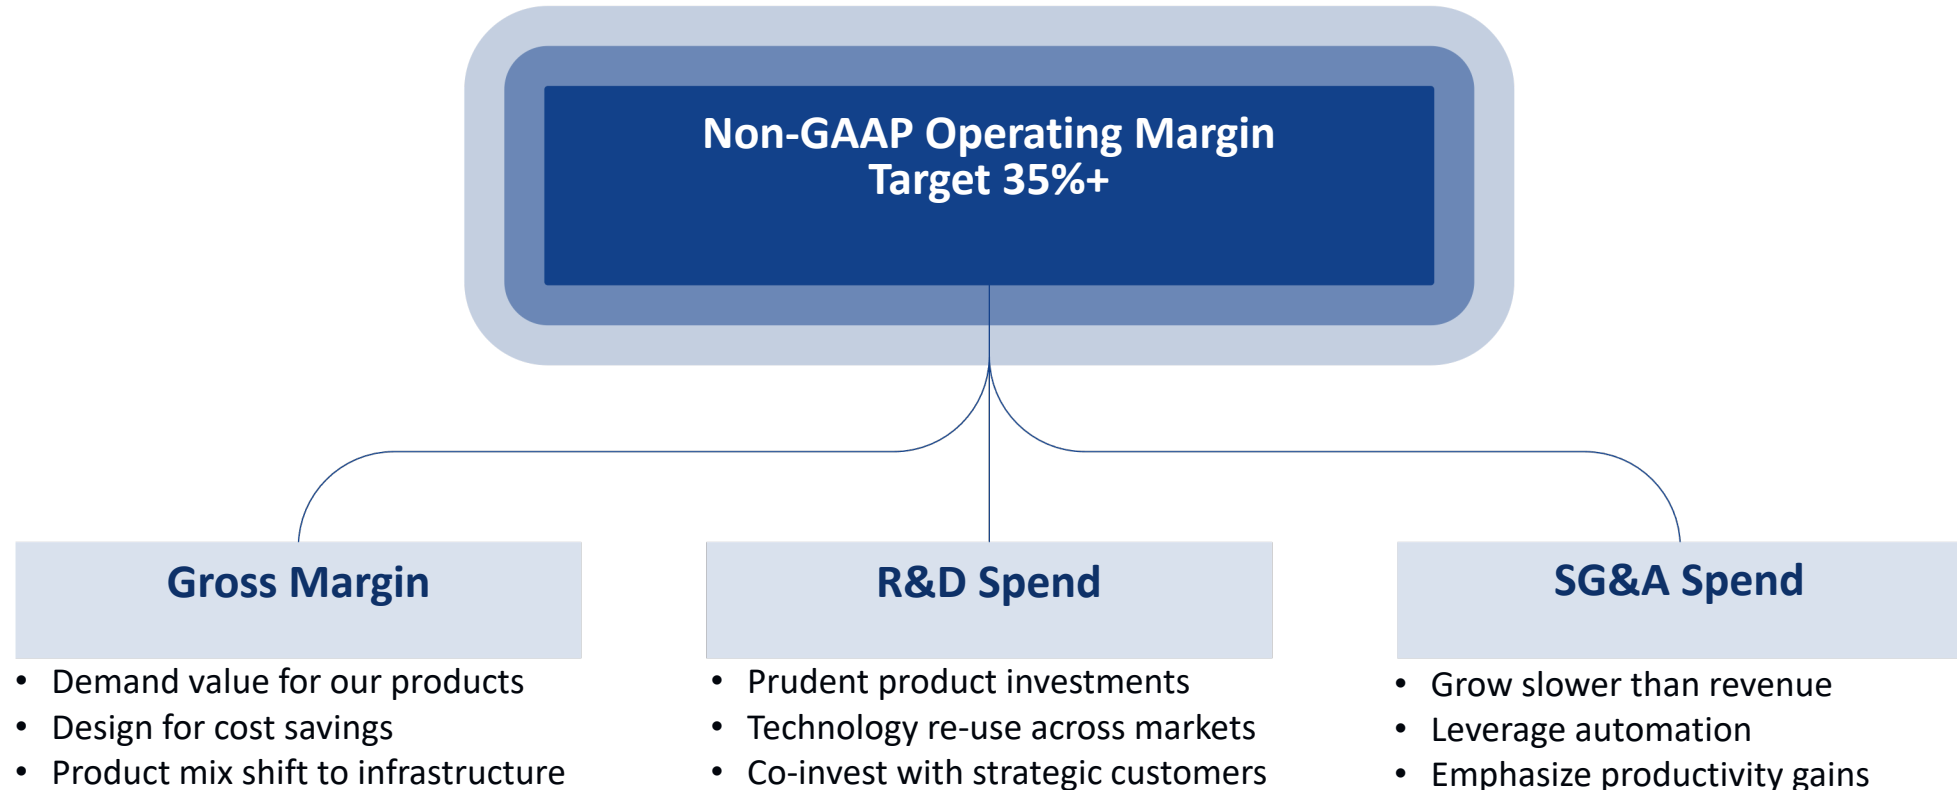 Non-GAAP Operating Margin
Target 35%+
Gross Margin
• Demand value for our products
• Design for cost savings
• Product mix shift to infrastructure
R&D Spend
• Prudent product investments
• Technology re-use across markets
• Co-invest with strategic customers
SG&A Spend
• Grow slower than revenue
• Leverage automation
• Emphasize productivity gains